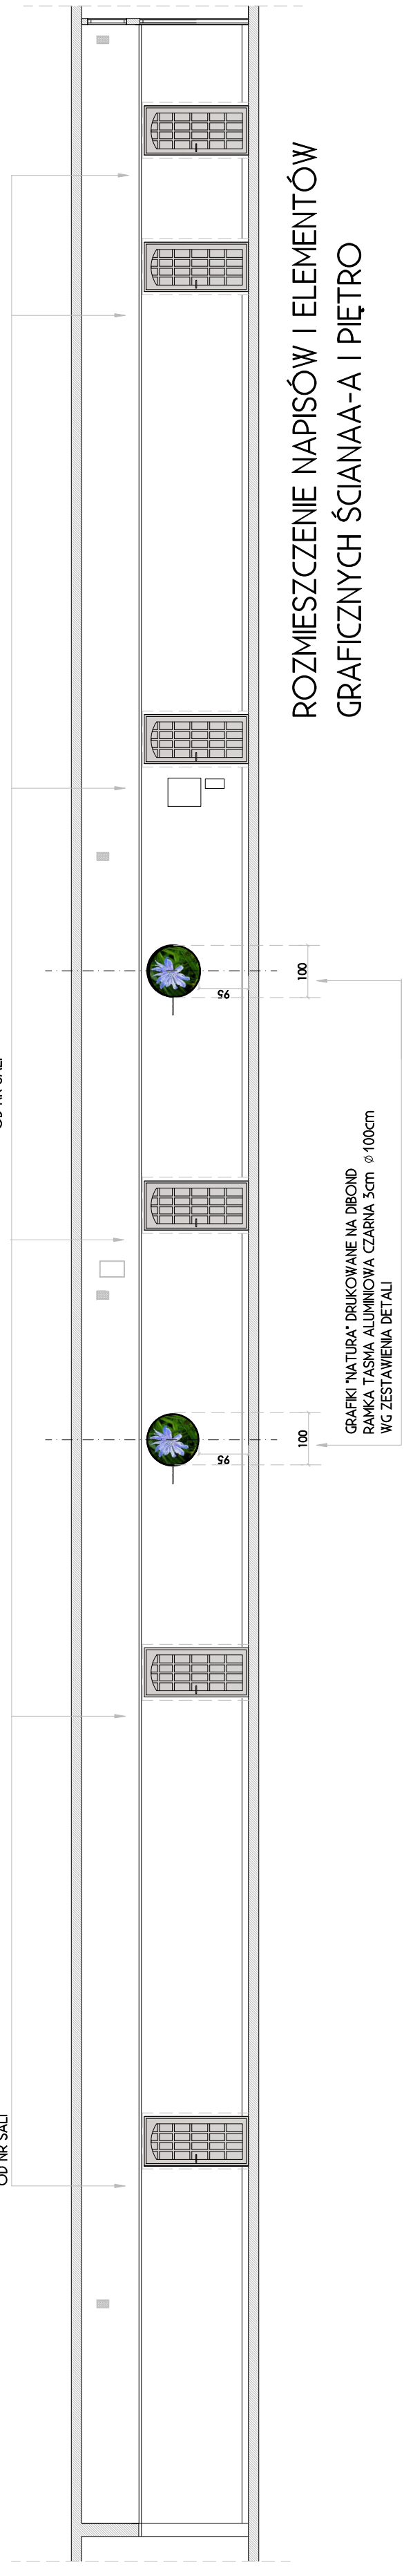 ROZMIESZCZENIE NAPISÓW I ELEMENTÓW
GRAFICZNYCH ŚCIANAA-A I PIĘTRO
OD NR SALI
95
100
95
100
GRAFIKI "NATURA" DRUKOWANE NA DIBOND
RAMKA TASMA ALUMINIOWA CZARNA 3cm ⌀100cm
WG ZESTAWIENIA DETALI